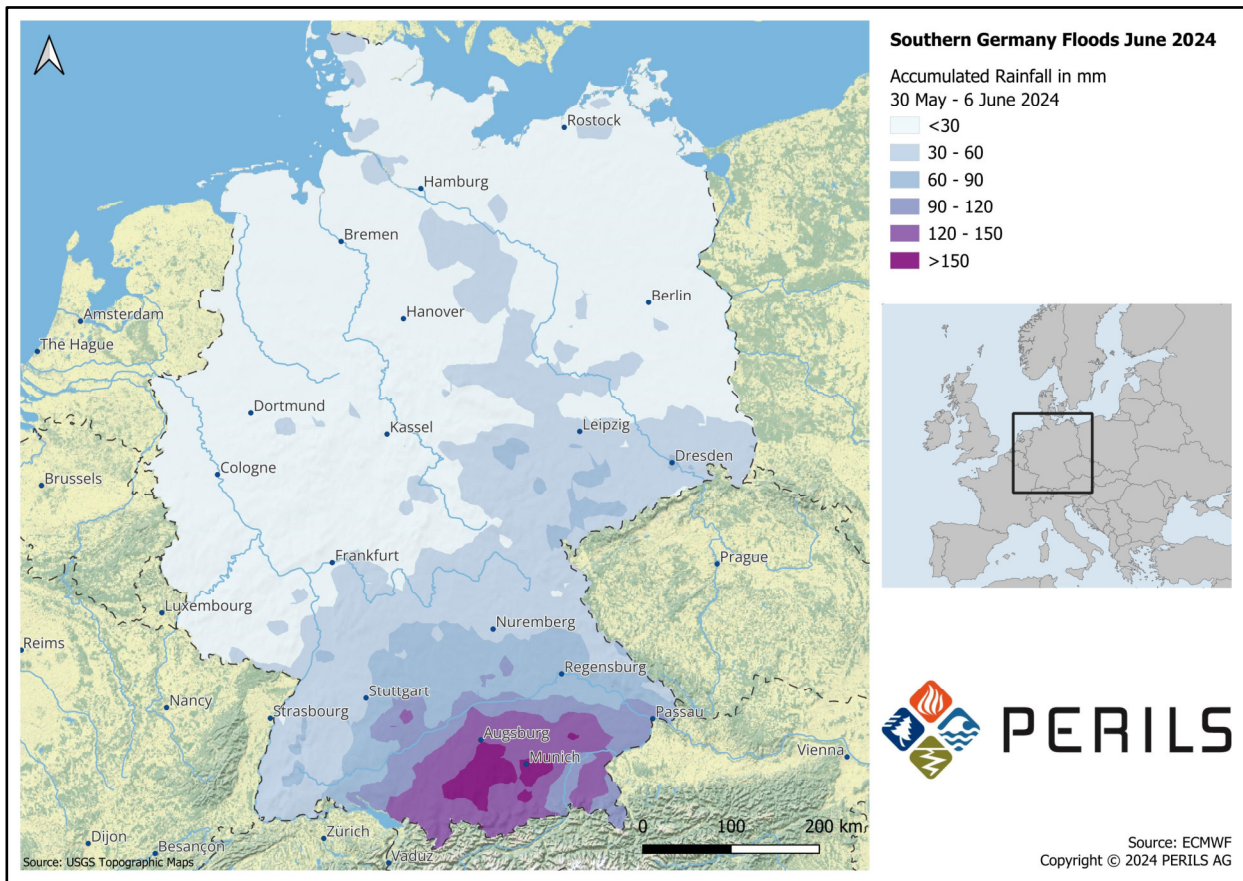 Southern Germany Floods June 2024
Accumulated Rainfall in mm
30 May - 6 June 2024
<30
30 - 60
60 - 90
90 - 120
120 - 150
>150
Rostock
Hamburg
Bremen
Berlin
Hanover
Amsterdam
The Hague
Dortmund
Kassel
Leipzig
Dresden
Cologne
Brussels
Frankfurt
Prague
Luxembourg
Nuremberg
Reims
Regensburg
Stuttgart
Nancy
Strasbourg
Passau
Augsburg
Munich
Vienna
Dijon
Besançon
Zürich
Vaduz
0 100 200 km
Source: USGS Topographic Maps
PERILS
Source: ECMWF
Copyright © 2024 PERILS AG